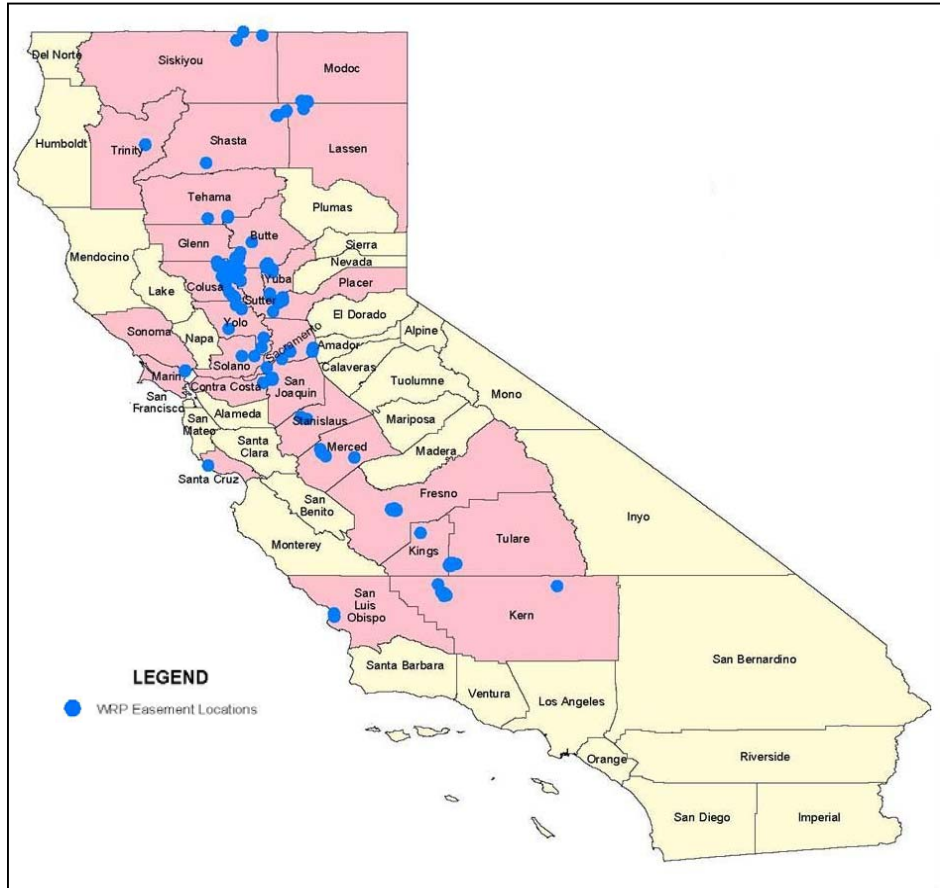 Del Norte
Siskiyou
Modoc
Humboldt
Trinity
Shasta
Lassen
Tehama
Plumas
Mendocino
Glenn
Butte
Sierra
Nevada
Lake
Colusa
Yuba
Sutter
Placer
Yolo
El Dorado
Sonoma
Napa
Sacramento
Alpine
Amador
Solano
Calaveras
Marin
Contra Costa
San
Joaquin
Tuolumne
Mono
San
Francisco
Alameda
Stanislaus
Mariposa
San
Mateo
Santa
Clara
Merced
Madera
Santa Cruz
San
Benito
Fresno
Inyo
Monterey
Kings
Tulare
San
Luis
Obispo
Kern
Santa Barbara
San Bernardino
Ventura
Los Angeles
Orange
Riverside
San Diego
Imperial
LEGEND
WRP Easement Locations